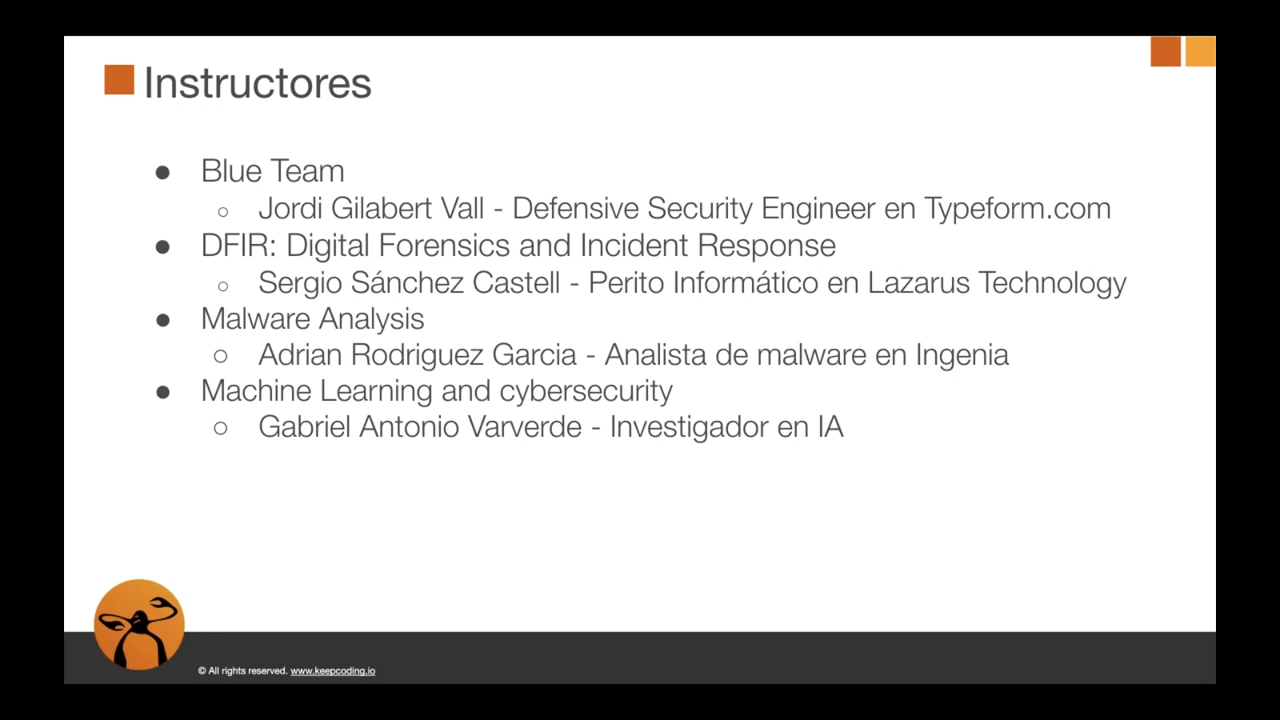 Instructores
● Blue Team
○ Jordi Gilabert Vall - Defensive Security Engineer en Typeform.com
● DFIR: Digital Forensics and Incident Response
○ Sergio Sánchez Castell - Perito Informático en Lazarus Technology
● Malware Analysis
○ Adrian Rodriguez Garcia - Analista de malware en Ingenia
● Machine Learning and cybersecurity
○ Gabriel Antonio Varverde - Investigador en IA
© All rights reserved. www.keepcoding.io